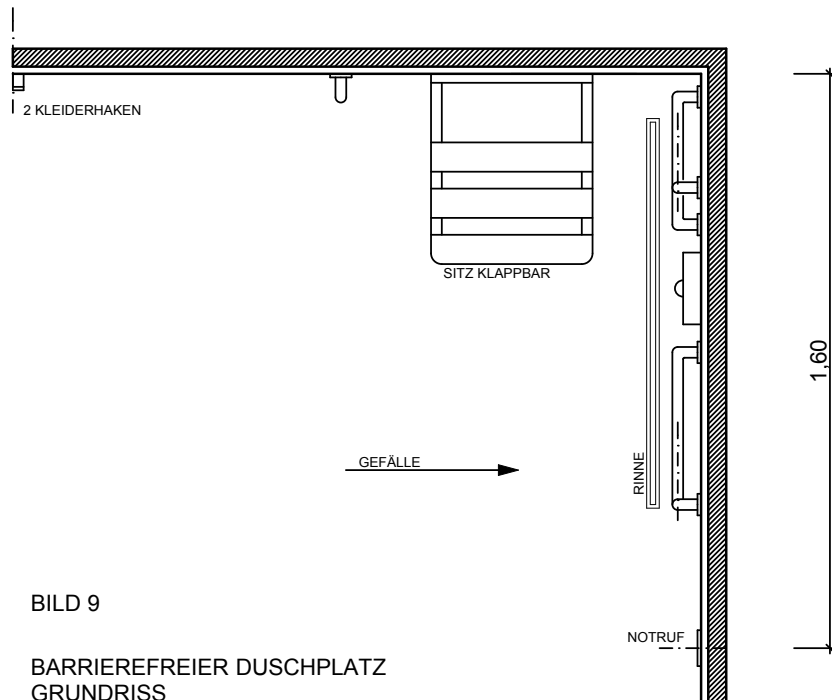 2 KLEIDERHAKEN
SITZ KLAPPBAR
1,60
GEFÄLLE
RINNE
BILD 9
NOTRUF
BARRIEREFREIER DUSCHPLATZ
GRUNDRISS